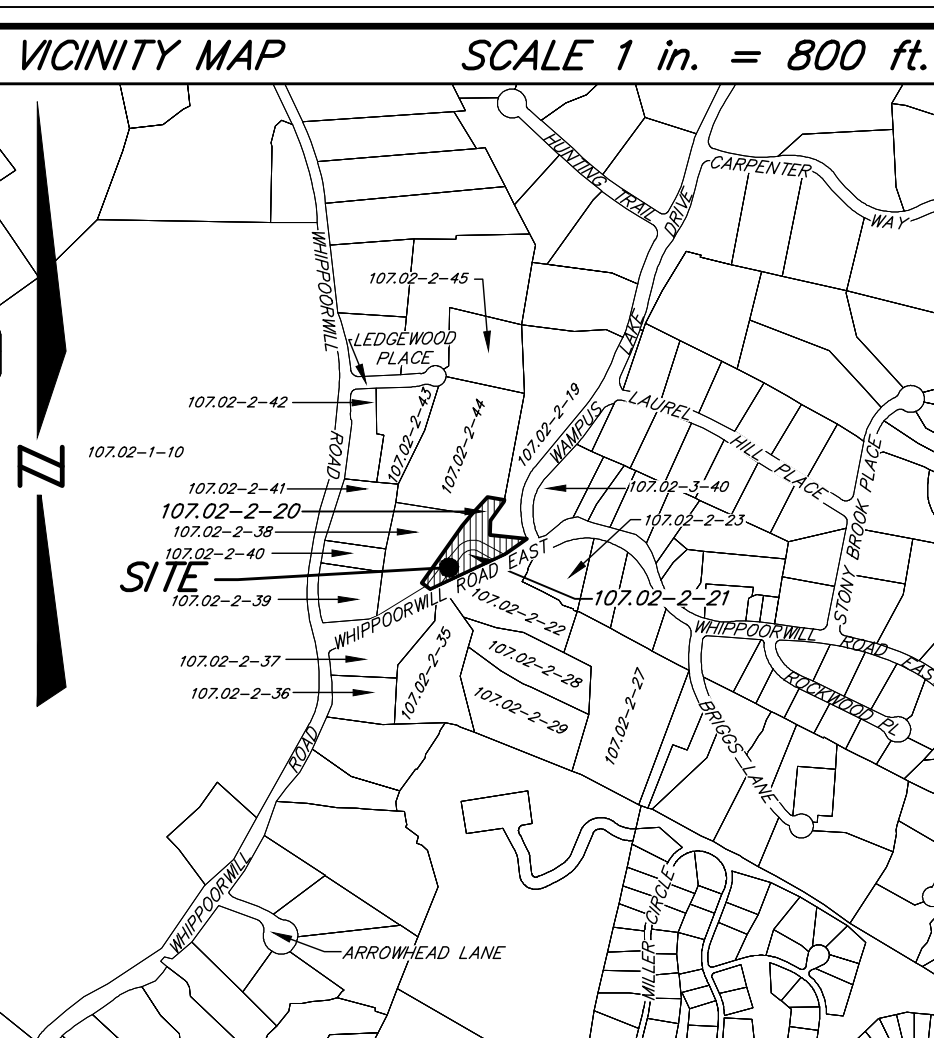 VICINITY MAP SCALE 1 in. = 800 ft.
HUNTING TRAIL
CARPENTER
WAY
DRIVE
LAKE
WAMPUS
WHIPPOORWILL
ROAD
107.02-2-45
LEDGEWOOD
PLACE
107.02-2-42
107.02-2-43
107.02-2-44
107.02-2-19
LAUREL
HILL PLACE
STONY BROOK PLACE
N
107.02-1-10
107.02-2-41
107.02-3-40
107.02-2-20
107.02-2-38
107.02-2-23
107.02-2-40
SITE
107.02-2-39
107.02-2-21
WHIPPOORWILL ROAD EAST
107.02-2-22
WHIPPOORWILL
ROAD EAS
107.02-2-37
107.02-2-35
107.02-2-28
107.02-2-36
107.02-2-29
107.02-2-27
ROCKWOOD PL
BRIGGS LANE
ROAD
WHIPPOORWILL
ARROWHEAD LANE
MILLER CIRCLE